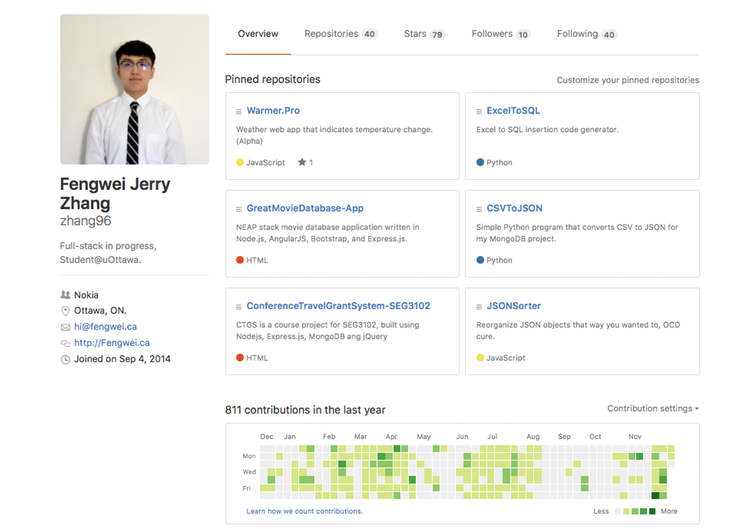 Overview Repositories 40 Stars 79 Followers 10 Following 40
Pinned repositories Customize your pinned repositories
Warmer.Pro
Weather web app that indicates temperature change.
(Alpha)
JavaScript 1
ExcelToSQL
Excel to SQL insertion code generator.
Python
Fengwei Jerry
Zhang
zhang96
Full-stack in progress,
Student@uOttawa.
Nokia
Ottawa, ON.
hi@fengwei.ca
http://Fengwei.ca
Joined on Sep 4, 2014
GreatMovieDatabase-App
NEAP stack movie database application written in
Node.js, AngularJS, Bootstrap, and Express.js.
HTML
CSVToJSON
Simple Python program that converts CSV to JSON for
my MongoDB project.
Python
ConferenceTravelGrantSystem-SEG3102
CTGS is a course project for SEG3102, built using
Nodejs, Express.js, MongoDB ang jQuery
HTML
JSONSorter
Reorganize JSON objects that way you wanted to, OCD
cure.
JavaScript
811 contributions in the last year Contribution settings
Dec Jan Feb Mar Apr May Jun Jul Aug Sep Oct Nov
Mon
Wed
Fri
Learn how we count contributions. Less More